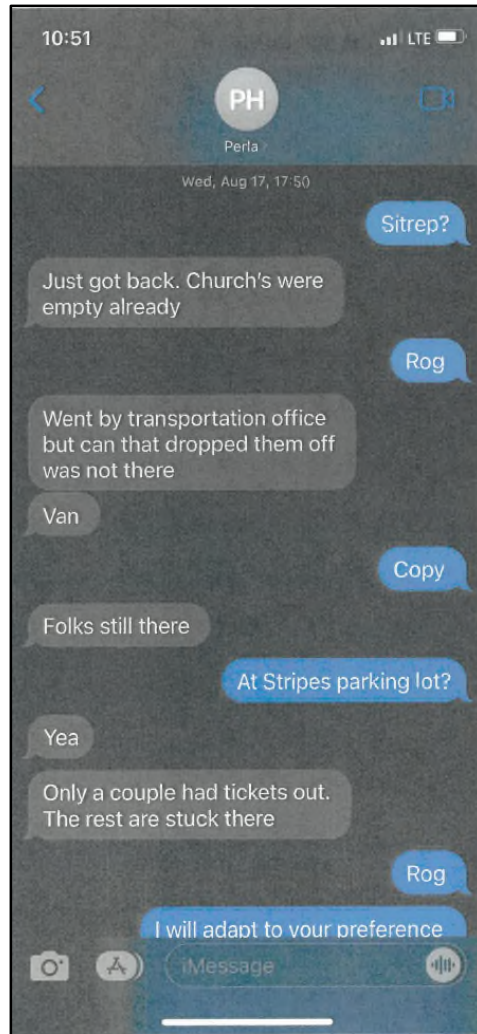 10:51
LTE
PH
Perla
Wed, Aug 17, 17:50
Sitrep?
Just got back. Church's were
empty already
Rog
Went by transportation office
but can that dropped them off
was not there
Van
Copy
Folks still there
At Stripes parking lot?
Yea
Only a couple had tickets out.
The rest are stuck there
Rog
I will adapt to your preference
iMessage